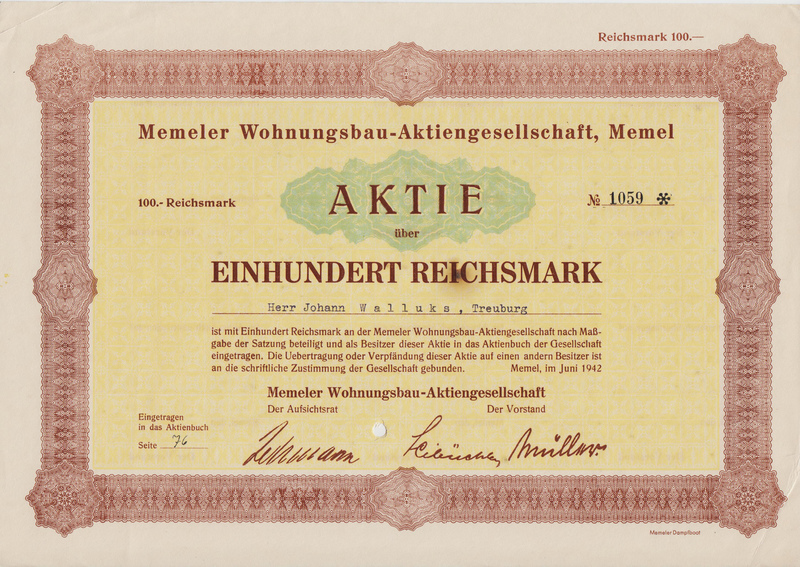 Reichsmark 100.—
Memeler Wohnungsbau-Aktiengesellschaft, Memel
100.- Reichsmark
AKTIE
№ 1059 *
über
EINHUNDERT REICHSMARK
Herr Johann Walluks, Treuburg
ist mit Einhundert Reichsmark an der Memeler Wohnungsbau-Aktiengesellschaft nach Maß-
gabe der Satzung beteiligt und als Besitzer dieser Aktie in das Aktienbuch der Gesellschaft
eingetragen. Die Uebertragung oder Verpfändung dieser Aktie auf einen andern Besitzer ist
an die schriftliche Zustimmung der Gesellschaft gebunden. Memel, im Juni 1942
Memeler Wohnungsbau-Aktiengesellschaft
Der Aufsichtsrat Der Vorstand
Eingetragen
in das Aktienbuch
Seite 76
Müller
Memeler Dampfboot